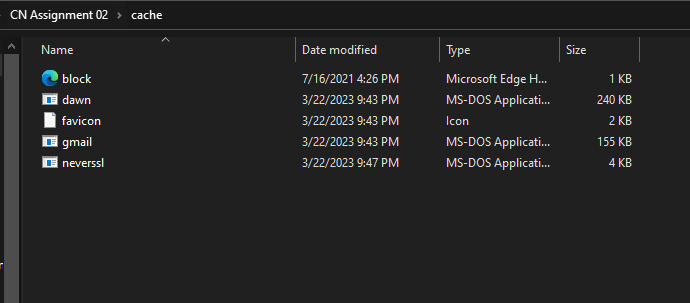 CN Assignment 02 > cache
Name Date modified Type Size
block 7/16/2021 4:26 PM Microsoft Edge H... 1 KB
dawn 3/22/2023 9:43 PM MS-DOS Applicati... 240 KB
favicon 3/22/2023 9:43 PM Icon 2 KB
gmail 3/22/2023 9:43 PM MS-DOS Applicati... 155 KB
neverssl 3/22/2023 9:47 PM MS-DOS Applicati... 4 KB